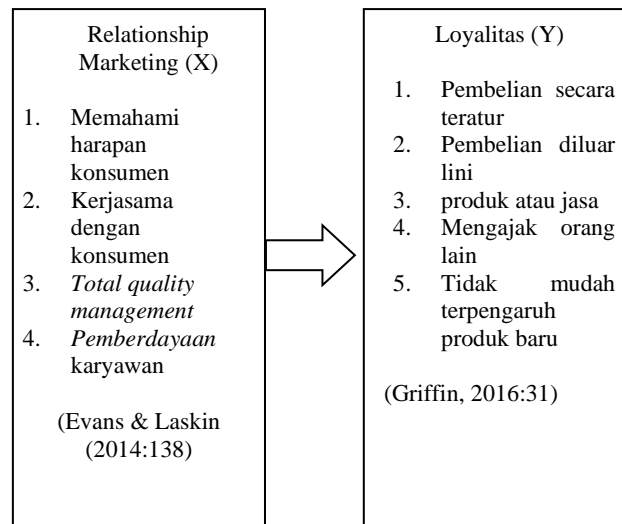 Relationship
Marketing (X)
1. Memahami
harapan
konsumen
2. Kerjasama
dengan
konsumen
3. Total quality
management
4. Pemberdayaan
karyawan
(Evans & Laskin
(2014:138)
Loyalitas (Y)
1. Pembelian secara
teratur
2. Pembelian diluar
lini
3. produk atau jasa
4. Mengajak orang
lain
5. Tidak mudah
terpengaruh
produk baru
(Griffin, 2016:31)